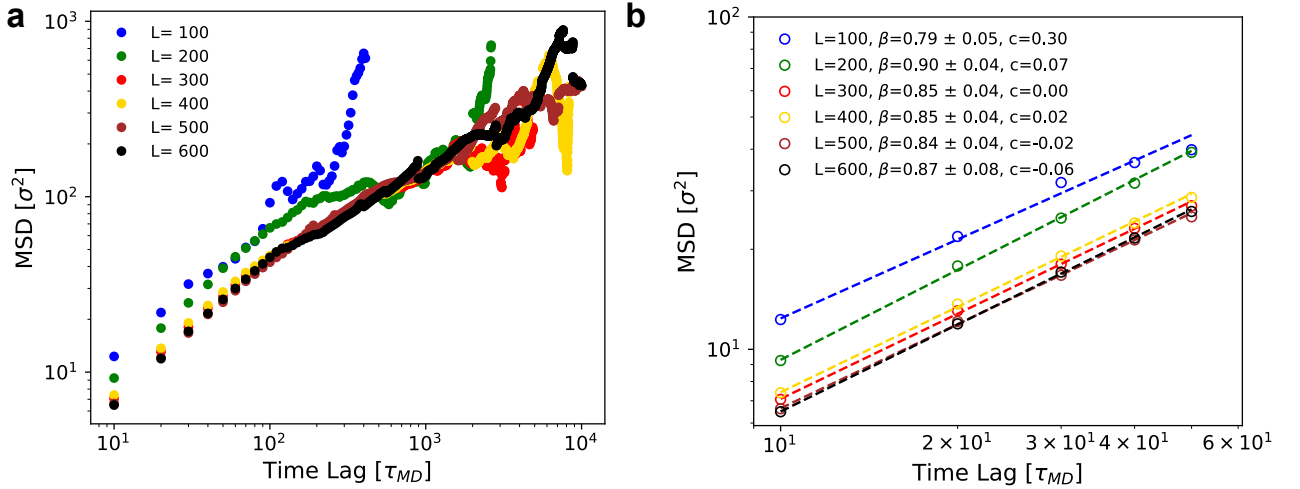 a
MSD [σ²]
10³
10²
10¹
L= 100
L= 200
L= 300
L= 400
L= 500
L= 600
10¹
10²
10³
10⁴
Time Lag [τ_MD]
b
MSD [σ²]
10²
10¹
L=100, β=0.79 ± 0.05, c=0.30
L=200, β=0.90 ± 0.04, c=0.07
L=300, β=0.85 ± 0.04, c=0.00
L=400, β=0.85 ± 0.04, c=0.02
L=500, β=0.84 ± 0.04, c=-0.02
L=600, β=0.87 ± 0.08, c=-0.06
10¹
2 × 10¹
3 × 10¹
4 × 10¹
6 × 10¹
Time Lag [τ_MD]